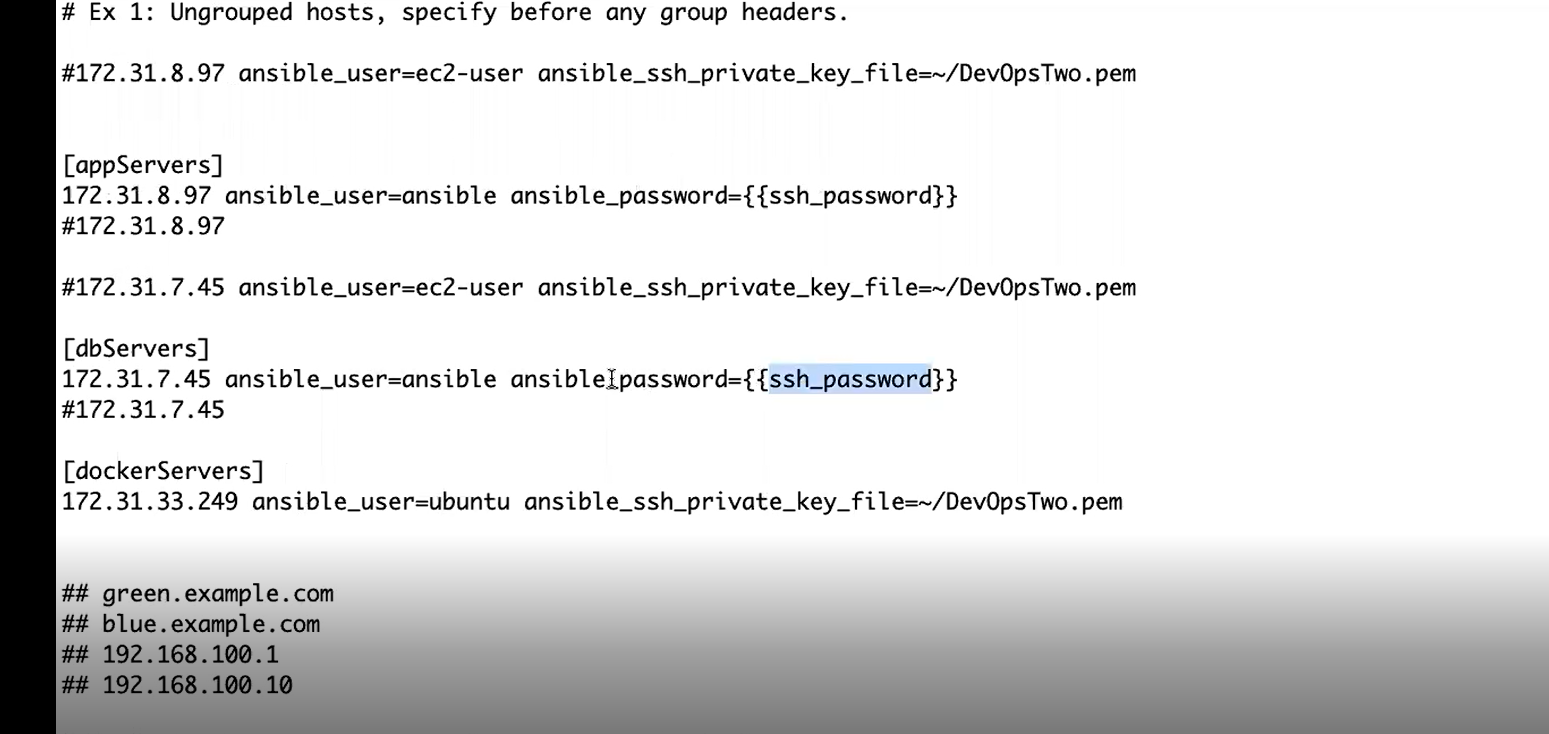 # Ex 1: Ungrouped hosts, specify before any group headers.
#172.31.8.97 ansible_user=ec2-user ansible_ssh_private_key_file=~/DevOpsTwo.pem
[appServers]
172.31.8.97 ansible_user=ansible ansible_password={{ssh_password}}
#172.31.8.97
#172.31.7.45 ansible_user=ec2-user ansible_ssh_private_key_file=~/DevOpsTwo.pem
[dbServers]
172.31.7.45 ansible_user=ansible ansible_password={{ssh_password}}
#172.31.7.45
[dockerServers]
172.31.33.249 ansible_user=ubuntu ansible_ssh_private_key_file=~/DevOpsTwo.pem
## green.example.com
## blue.example.com
## 192.168.100.1
## 192.168.100.10